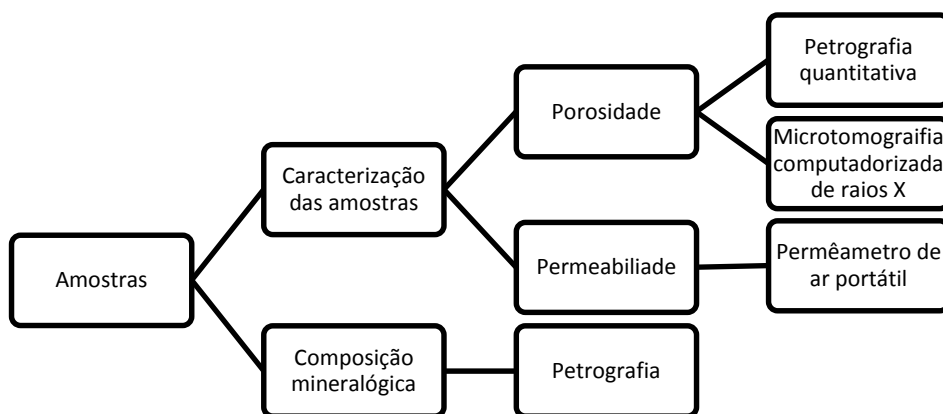 Amostras
Caracterização
das amostras
Porosidade
Petrografia
quantitativa
Microtomograifia
computadorizada
de raios X
Permeabiliade
Permêametro de
ar portátil
Composição
mineralógica
Petrografia